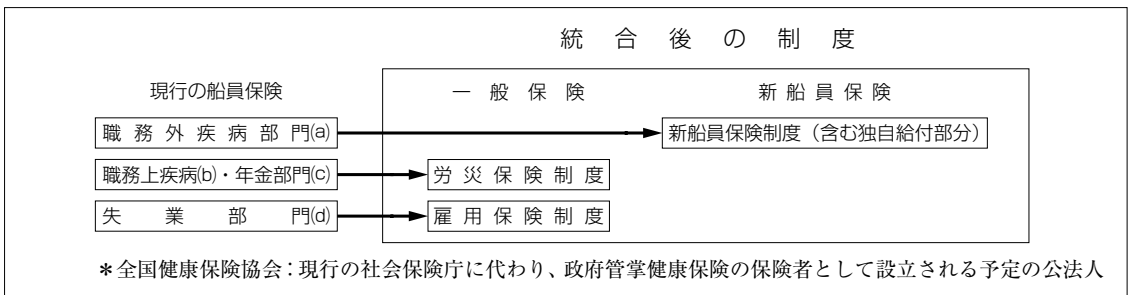 統合後の制度
現行の船員保険
一般保険
新船員保険
職務外疾病部門(a)
新船員保険制度（含む独自給付部分）
職務上疾病(b)・年金部門(c)
労災保険制度
失業部門(d)
雇用保険制度
＊全国健康保険協会：現行の社会保険庁に代わり、政府管掌健康保険の保険者として設立される予定の公法人